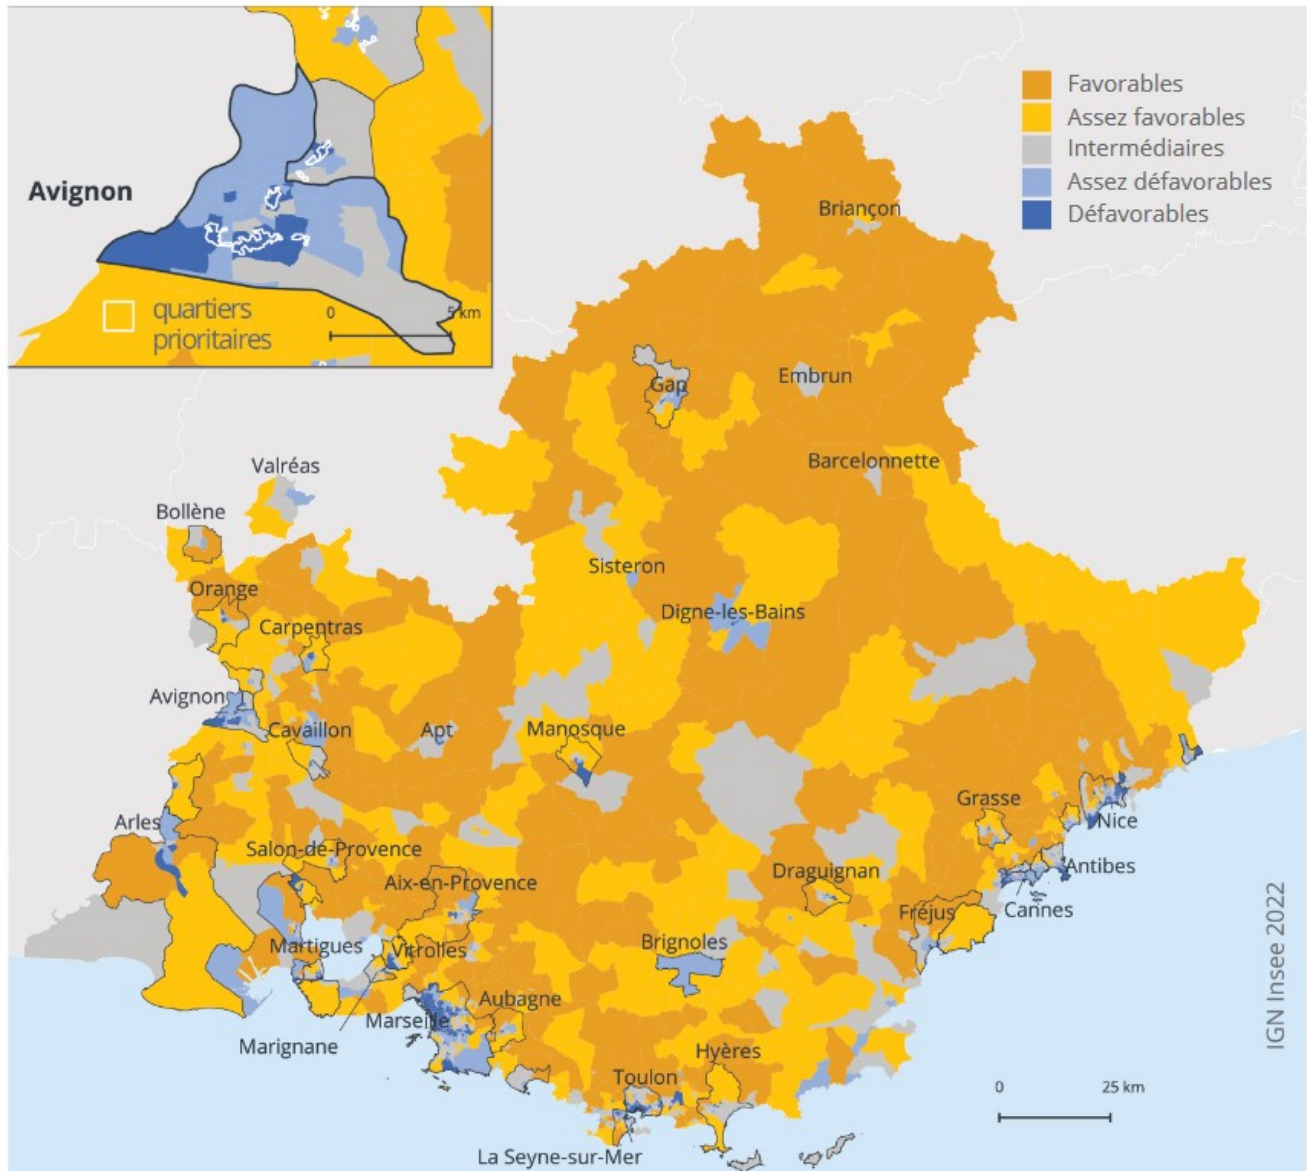 Avignon
quartiers
prioritaires
0
5 km
Favorables
Assez favorables
Intermédiaires
Assez défavorables
Défavorables
Briançon
Gap
Embrun
Barcelonnette
Valréas
Bollène
Sisteron
Orange
Digne-les-Bains
Carpentras
Avignon
Cavaillon
Apt
Manosque
Grasse
Nice
Arles
Salon-de-Provence
Aix-en-Provence
Draguignan
Antibes
Cannes
Fréjus
Martigues
Vitrolles
Brignoles
Aubagne
Marseille
Marignane
Hyères
Toulon
La Seyne-sur-Mer
0
25 km
IGN Insee 2022